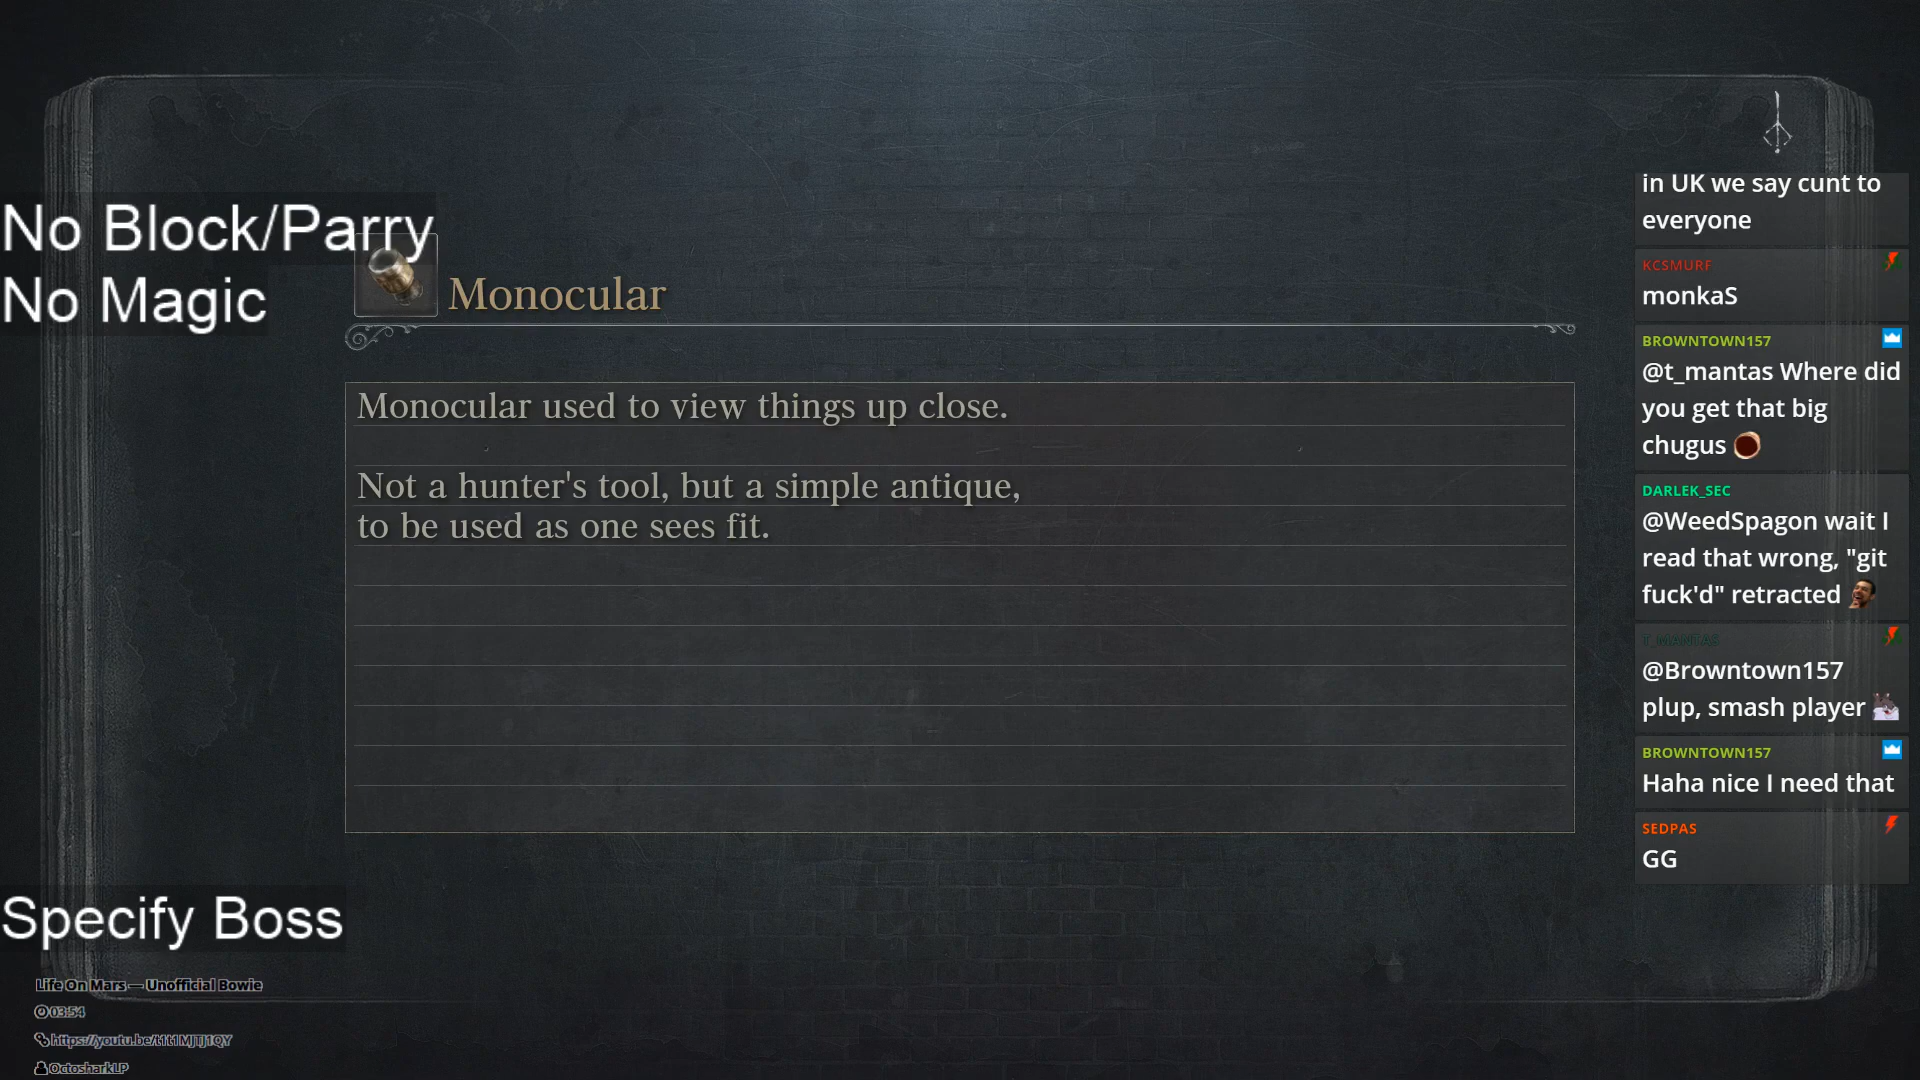 No Block/Parry
No Magic
Monocular
Monocular used to view things up close.
Not a hunter's tool, but a simple antique,
to be used as one sees fit.
Specify Boss
Life On Mars — Unofficial Bowie
03:54
OctosharkLP
in UK we say cunt to
everyone
KCSMURF
monkaS
BROWNTOWN157
@t_mantas Where did
you get that big
chugus
DARLEK_SEC
@WeedSpagon wait I
read that wrong, "git
fuck'd" retracted
T_MANTAS
@Browntown157
plup, smash player
BROWNTOWN157
Haha nice I need that
SEDPAS
GG